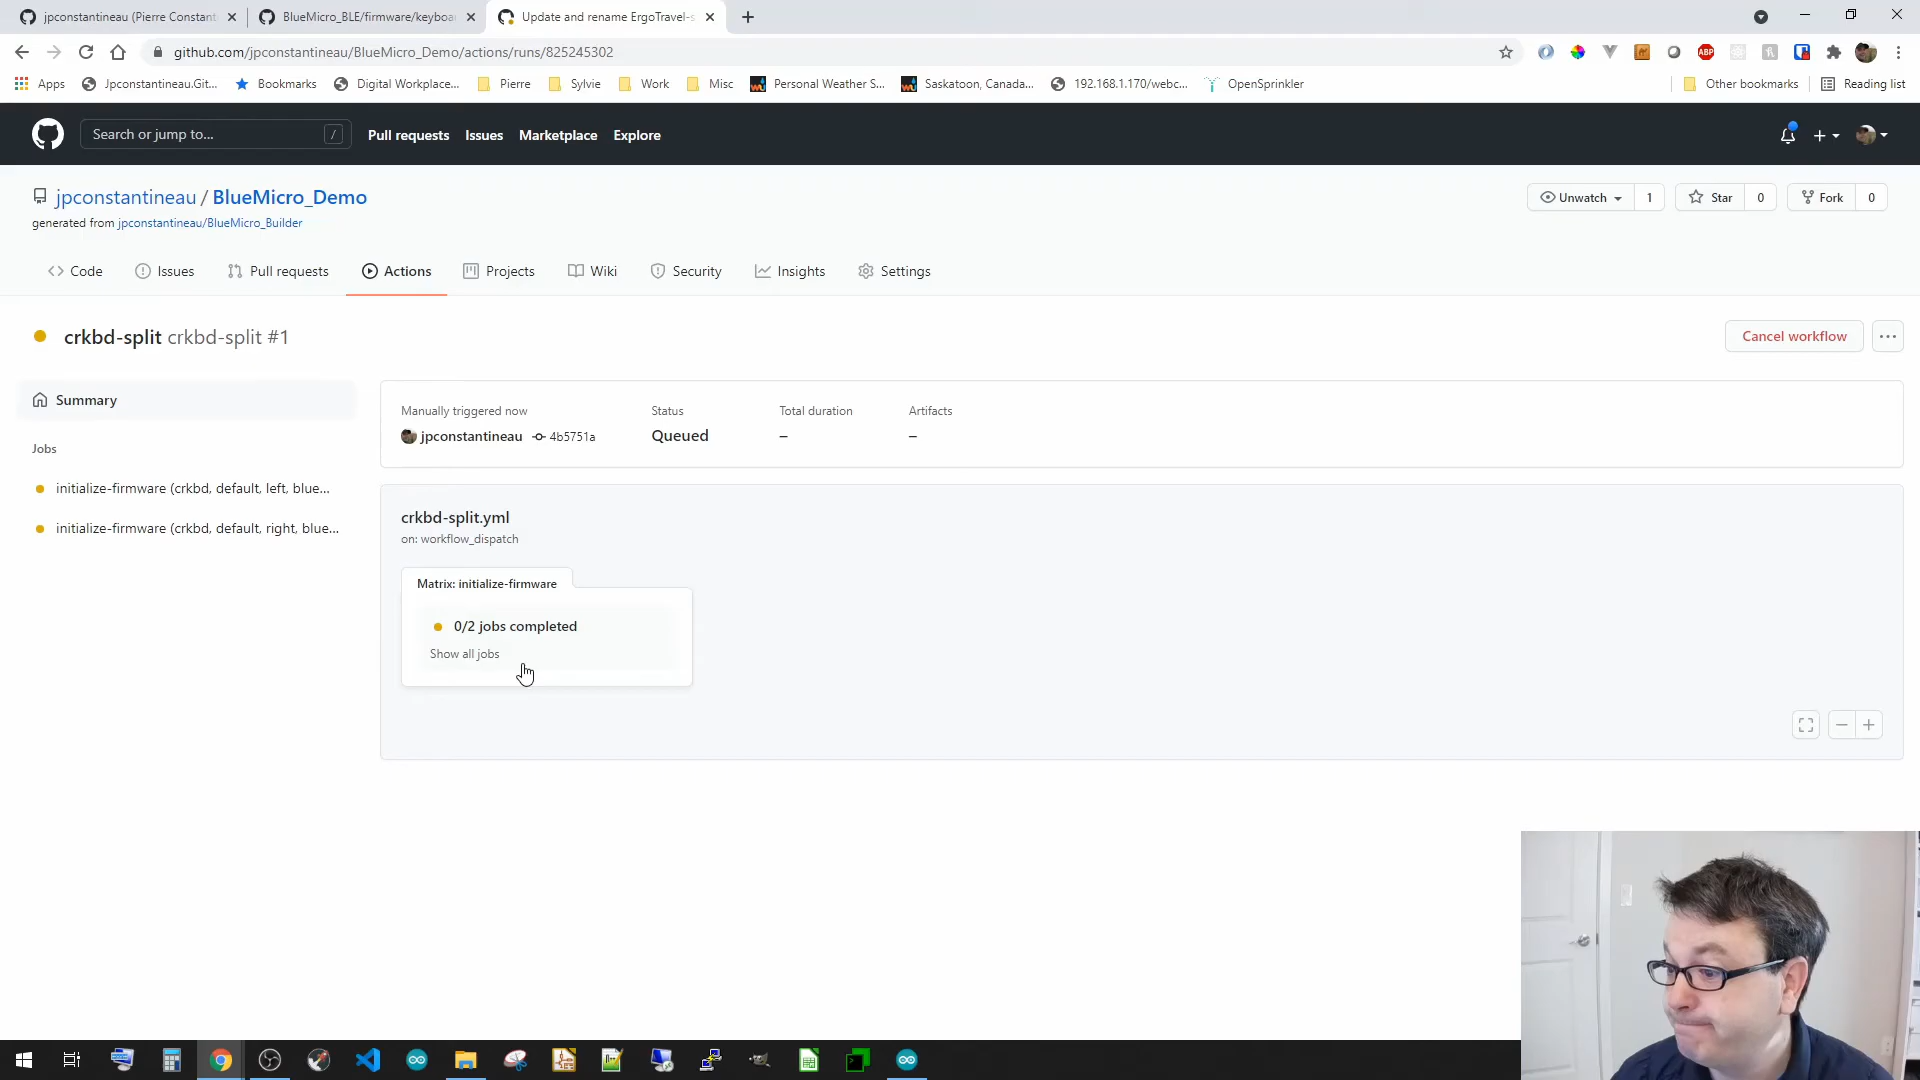 jpconstantineau (Pierre Constant
BlueMicro_BLE/firmware/keyboar
Update and rename ErgoTravel-s
github.com/jpconstantineau/BlueMicro_Demo/actions/runs/825245302
ABP
Apps
Jpconstantineau.Git...
Bookmarks
Digital Workplace...
Pierre
Sylvie
Work
Misc
Personal Weather S...
Saskatoon, Canada...
192.168.1.170/webc...
OpenSprinkler
Other bookmarks
Reading list
Search or jump to...
/
Pull requests
Issues
Marketplace
Explore
jpconstantineau / BlueMicro_Demo
Unwatch
1
Star
0
Fork
0
generated from jpconstantineau/BlueMicro_Builder
Code
Issues
Pull requests
Actions
Projects
Wiki
Security
Insights
Settings
crkbd-split crkbd-split #1
Cancel workflow
Summary
Manually triggered now
Status
Total duration
Artifacts
jpconstantineau
4b5751a
Queued
–
–
Jobs
initialize-firmware (crkbd, default, left, blue...
initialize-firmware (crkbd, default, right, blue...
crkbd-split.yml
on: workflow_dispatch
Matrix: initialize-firmware
0/2 jobs completed
Show all jobs